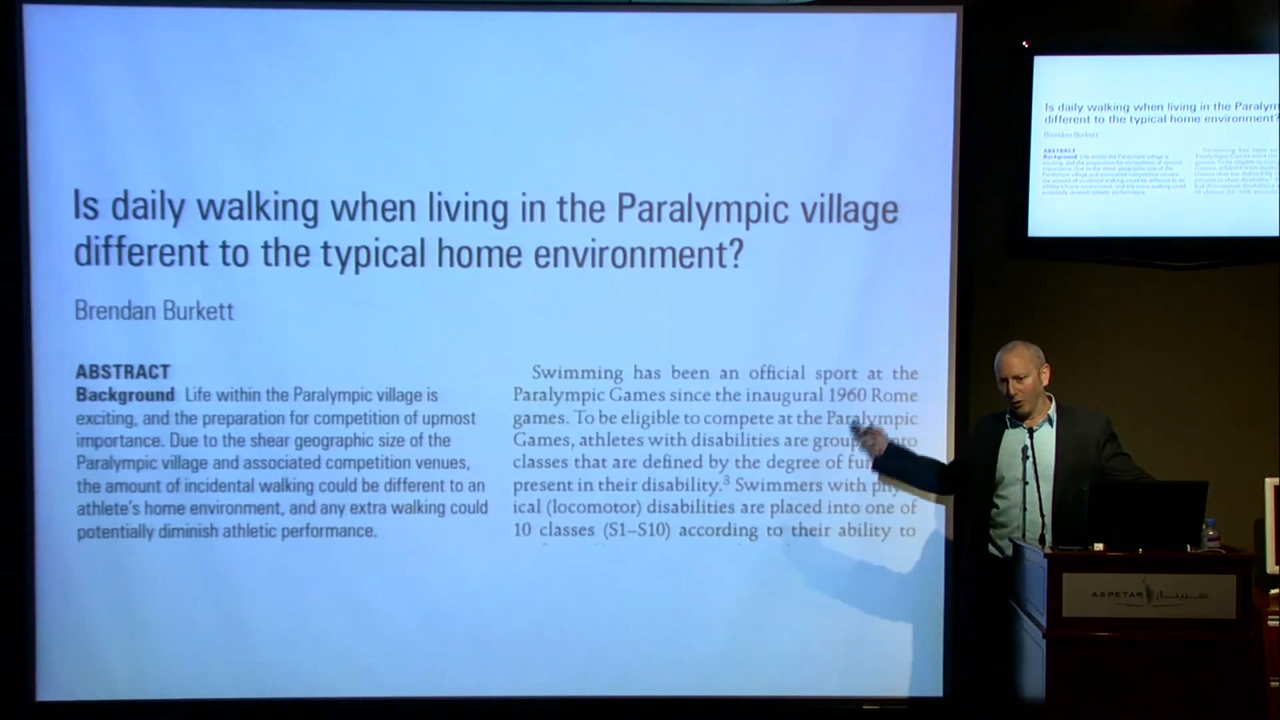 Is daily walking when living in the Paralympic village
different to the typical home environment?
Brendan Burkett
ABSTRACT
Background Life within the Paralympic village is
exciting, and the preparation for competition of upmost
importance. Due to the shear geographic size of the
Paralympic village and associated competition venues,
the amount of incidental walking could be different to an
athlete's home environment, and any extra walking could
potentially diminish athletic performance.
Swimming has been an official sport at the
Paralympic Games since the inaugural 1960 Rome
games. To be eligible to compete at the Paralympic
Games, athletes with disabilities are grouped into
classes that are defined by the degree of
present in their disability.³ Swimmers with
ical (locomotor) disabilities are placed into one of
10 classes (S1–S10) according to their ability to
Is daily walking when living in the Paralym
different to the typical home environment?
Brendan Burkett
ABSTRACT
ASPETAR سبيتار